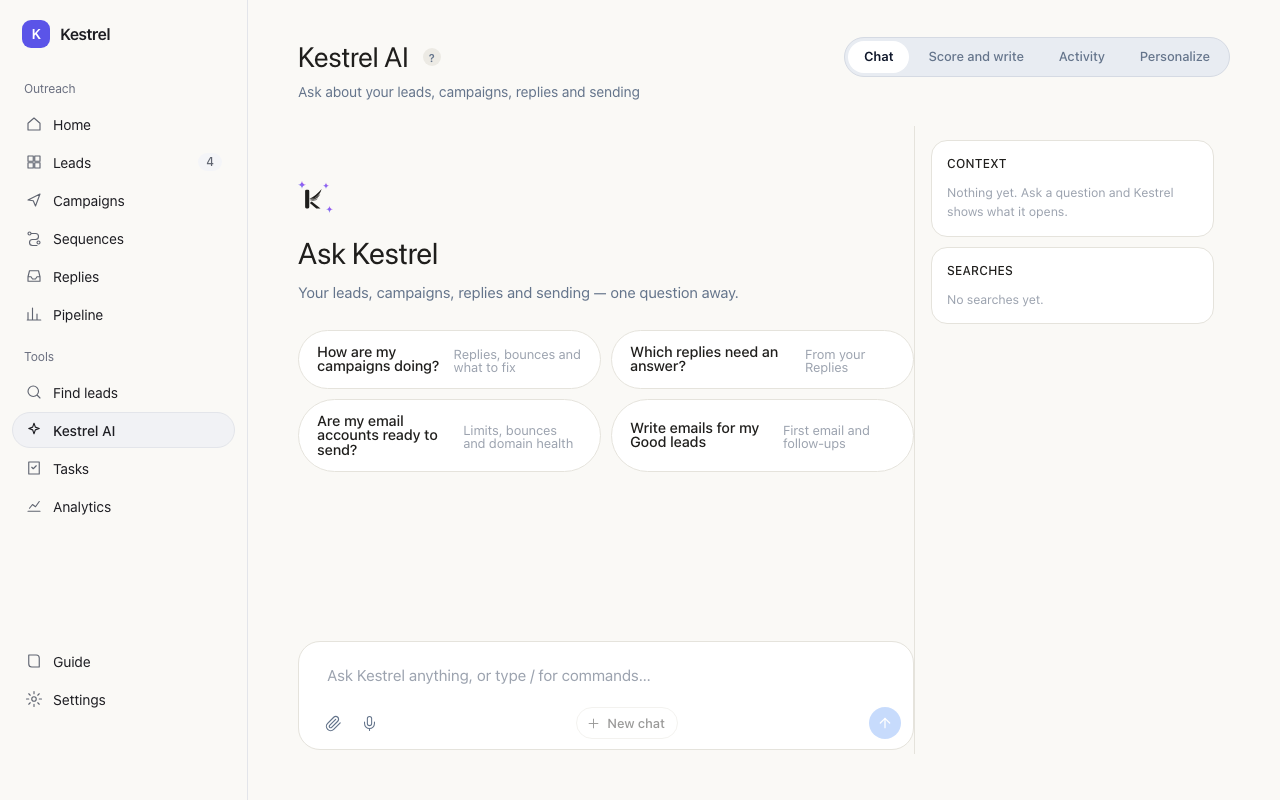 K Kestrel
Outreach
Home
Leads 4
Campaigns
Sequences
Replies
Pipeline
Tools
Find leads
Kestrel AI
Tasks
Analytics
Guide
Settings
Kestrel AI ?
Ask about your leads, campaigns, replies and sending
Chat Score and write Activity Personalize
K
Ask Kestrel
Your leads, campaigns, replies and sending — one question away.
How are my
campaigns doing?
Replies, bounces and
what to fix
Which replies need an
answer?
From your
Replies
Are my email
accounts ready to
send?
Limits, bounces
and domain health
Write emails for my
Good leads
First email and
follow-ups
Ask Kestrel anything, or type / for commands...
New chat
CONTEXT
Nothing yet. Ask a question and Kestrel
shows what it opens.
SEARCHES
No searches yet.